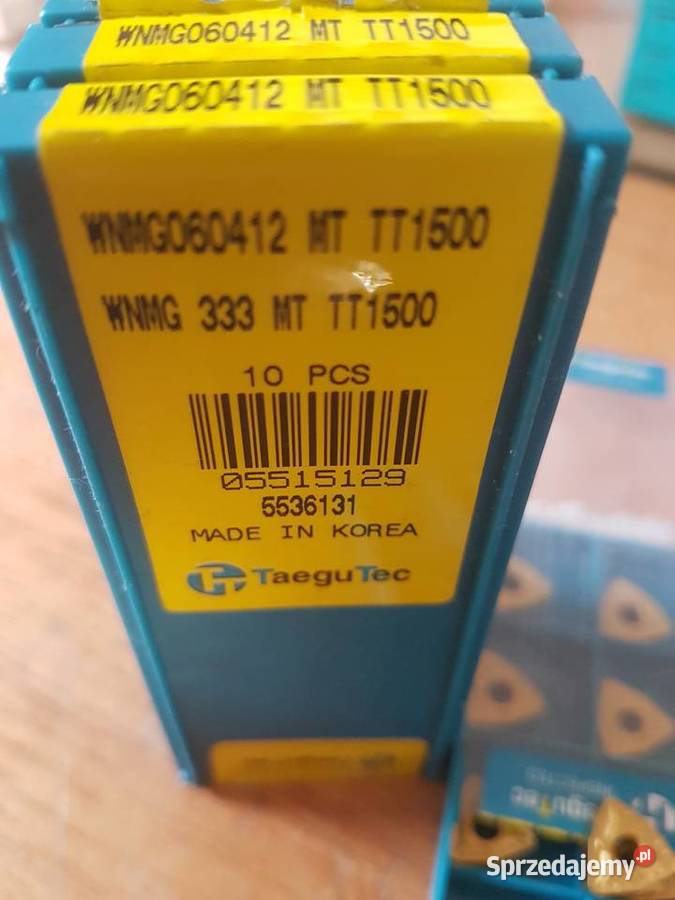 WNMG060412 MT TT1500
WNMG060412 MT TT1500
WNMG060412 MT TT1500
WNMG 333 MT TT1500
10 PCS
05515129
5536131
MADE IN KOREA
TaeguTec
TaeguTec
Sprzedajemy.pl